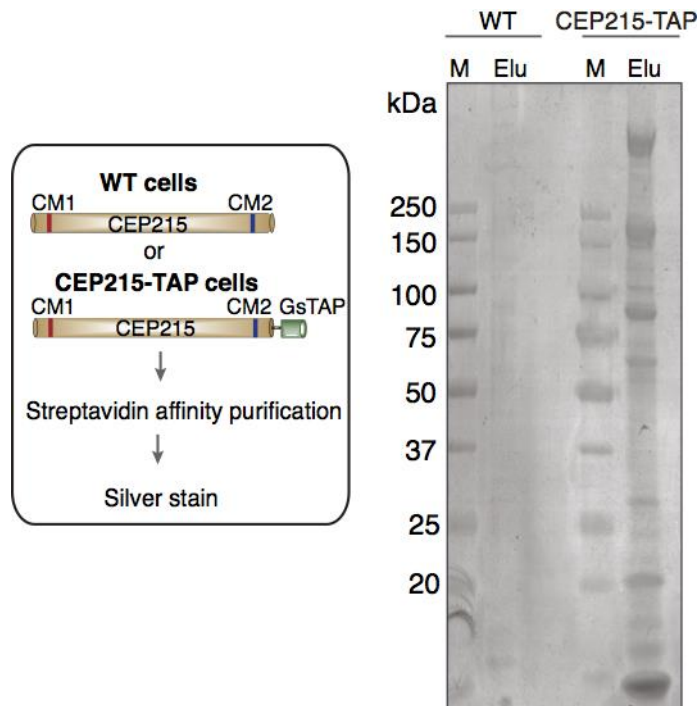 WT cells
CM1 CM2
CEP215
or
CEP215-TAP cells
CM1 CM2 GsTAP
CEP215
Streptavidin affinity purification
Silver stain
WT CEP215-TAP
M Elu M Elu
kDa
250
150
100
75
50
37
25
20